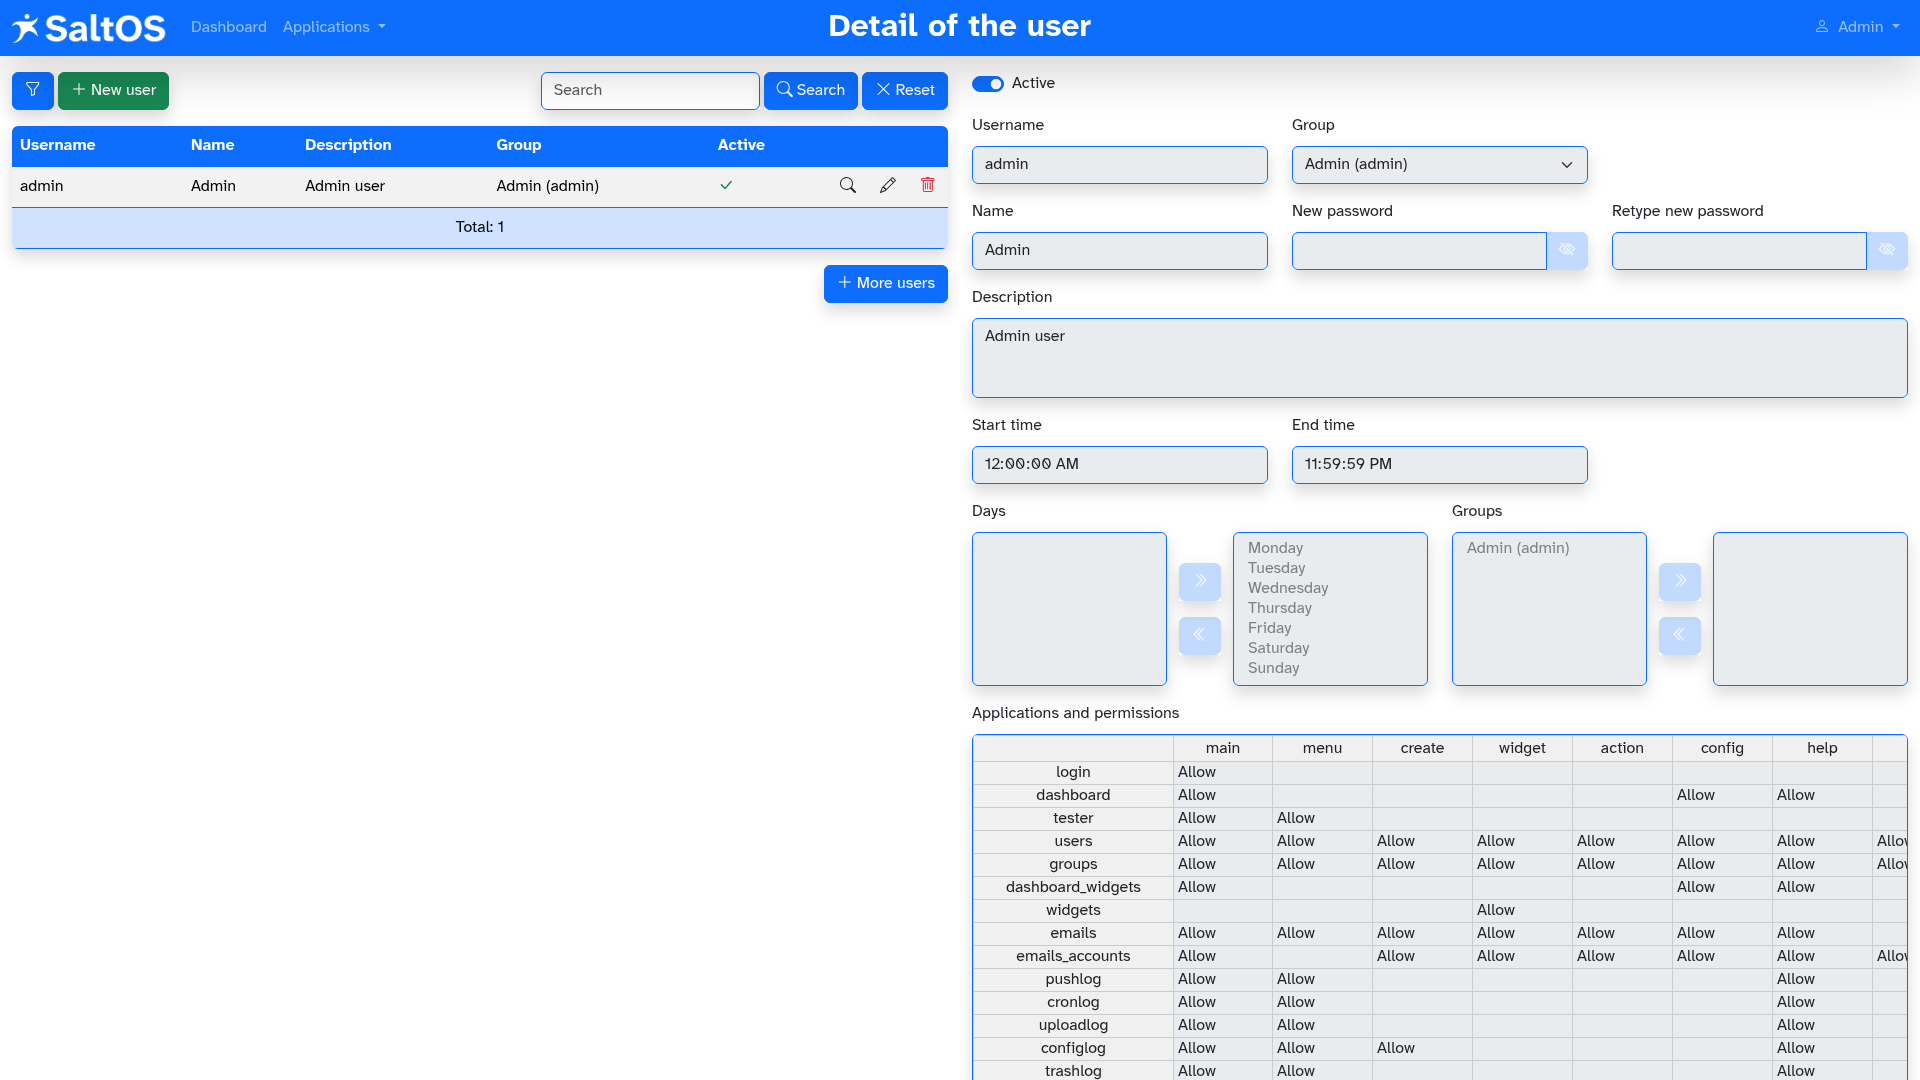 SaltOS Dashboard Applications Detail of the user Admin
New user Search Search Reset
Username Name Description Group Active
admin Admin Admin user Admin (admin)
Total: 1
More users
Active
Username Group
admin Admin (admin)
Name New password Retype new password
Admin
Description
Admin user
Start time End time
12:00:00 AM 11:59:59 PM
Days Groups
Monday Admin (admin)
Tuesday
Wednesday
Thursday
Friday
Saturday
Sunday
Applications and permissions
main menu create widget action config help
login Allow
dashboard Allow Allow Allow
tester Allow Allow
users Allow Allow Allow Allow Allow Allow Allow Allow
groups Allow Allow Allow Allow Allow Allow Allow Allow
dashboard_widgets Allow Allow Allow
widgets Allow
emails Allow Allow Allow Allow Allow Allow Allow
emails_accounts Allow Allow Allow Allow Allow Allow Allow
pushlog Allow Allow Allow
cronlog Allow Allow Allow
uploadlog Allow Allow Allow
configlog Allow Allow Allow Allow
trashlog Allow Allow Allow